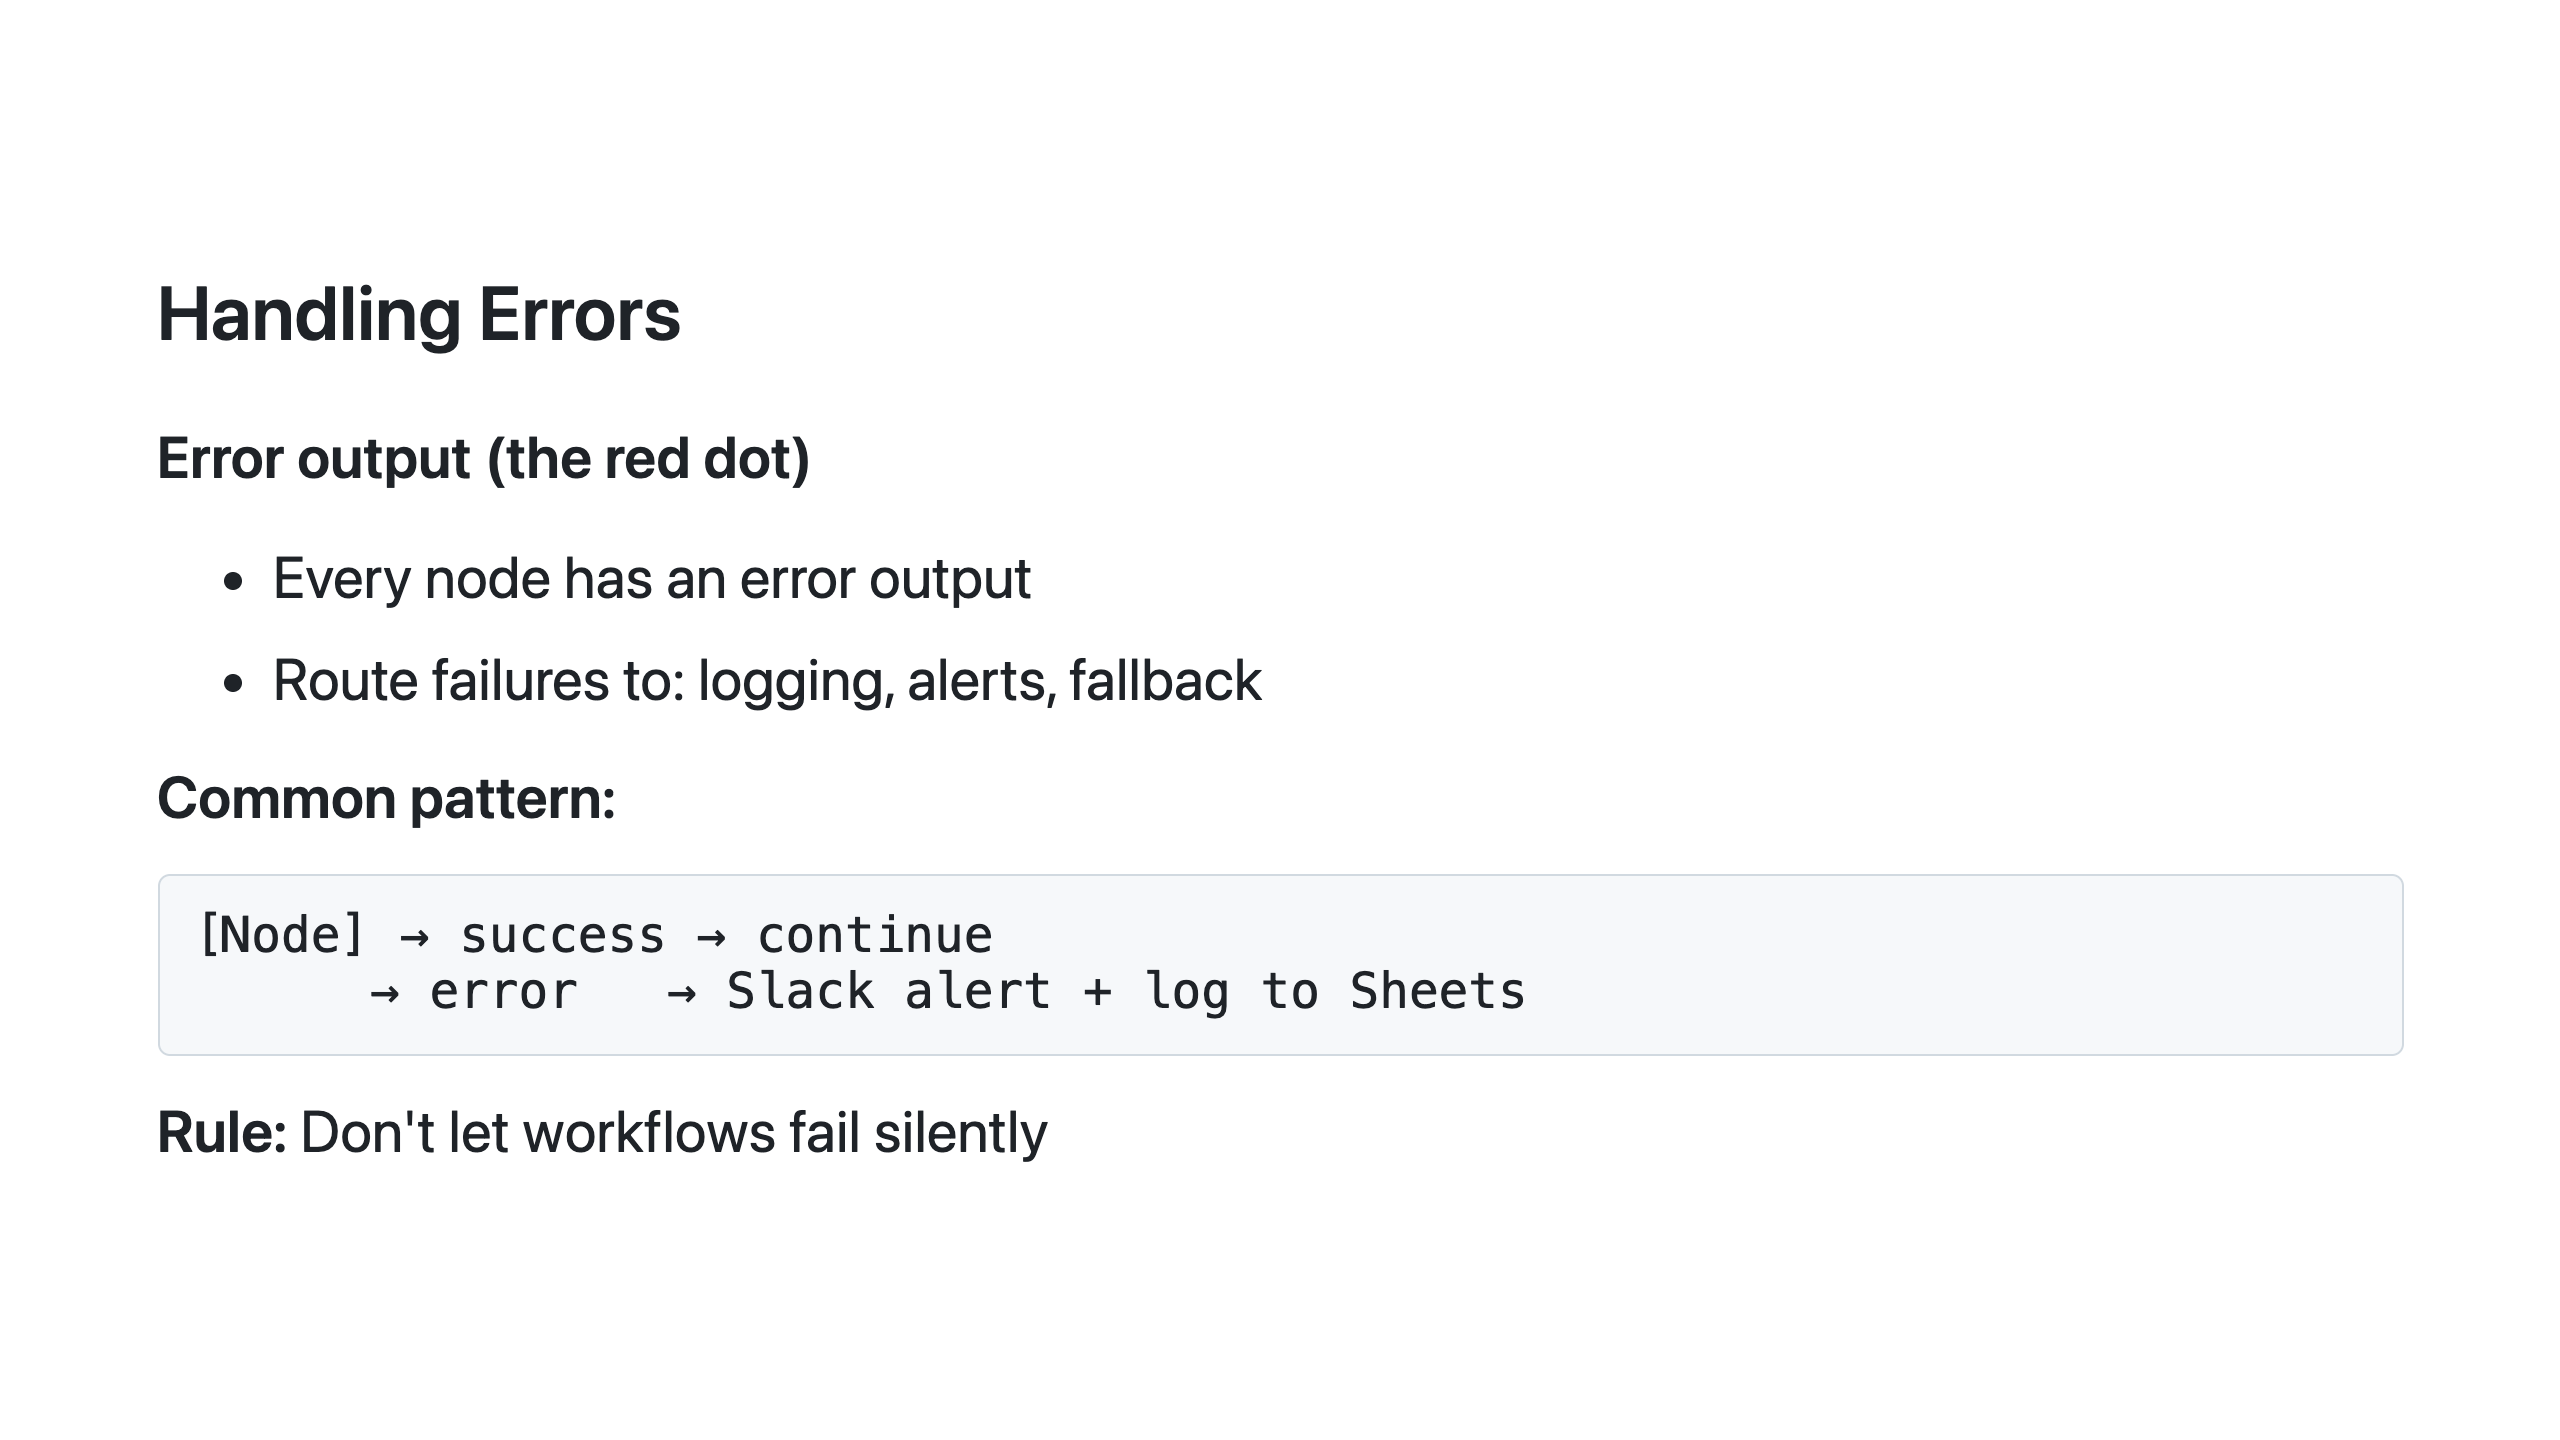 Handling Errors
Error output (the red dot)
• Every node has an error output
• Route failures to: logging, alerts, fallback
Common pattern:
[Node] → success → continue
→ error → Slack alert + log to Sheets
Rule: Don't let workflows fail silently